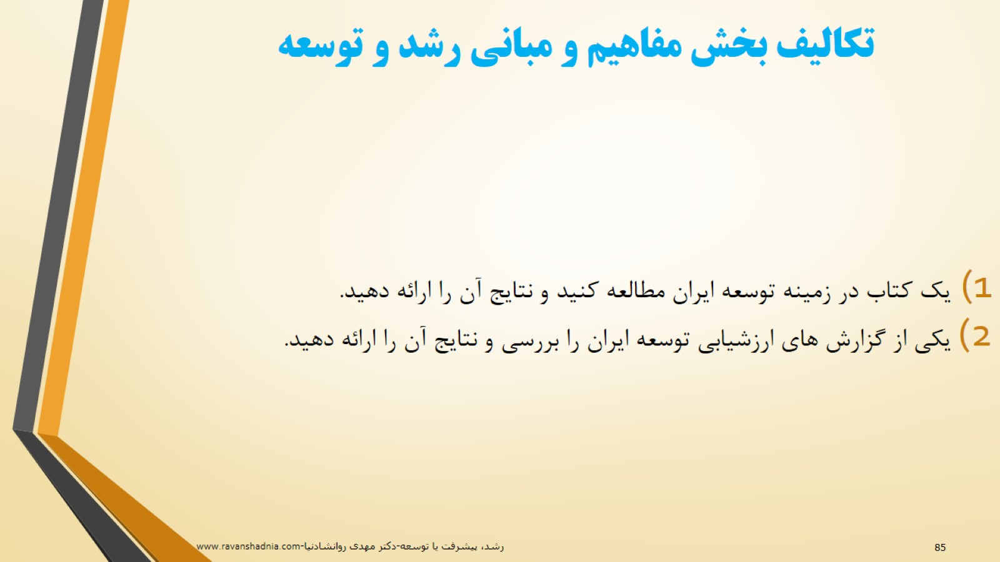 تکالیف بخش مفاهیم و مبانی رشد و توسعه
1) یک کتاب در زمینه توسعه ایران مطالعه کنید و نتایج آن را ارائه دهید.
2) یکی از گزارش های ارزشیابی توسعه ایران را بررسی و نتایج آن را ارائه دهید.
رشد، پیشرفت یا توسعه-دکتر مهدی روانشادنیا-www.ravanshadnia.com
85